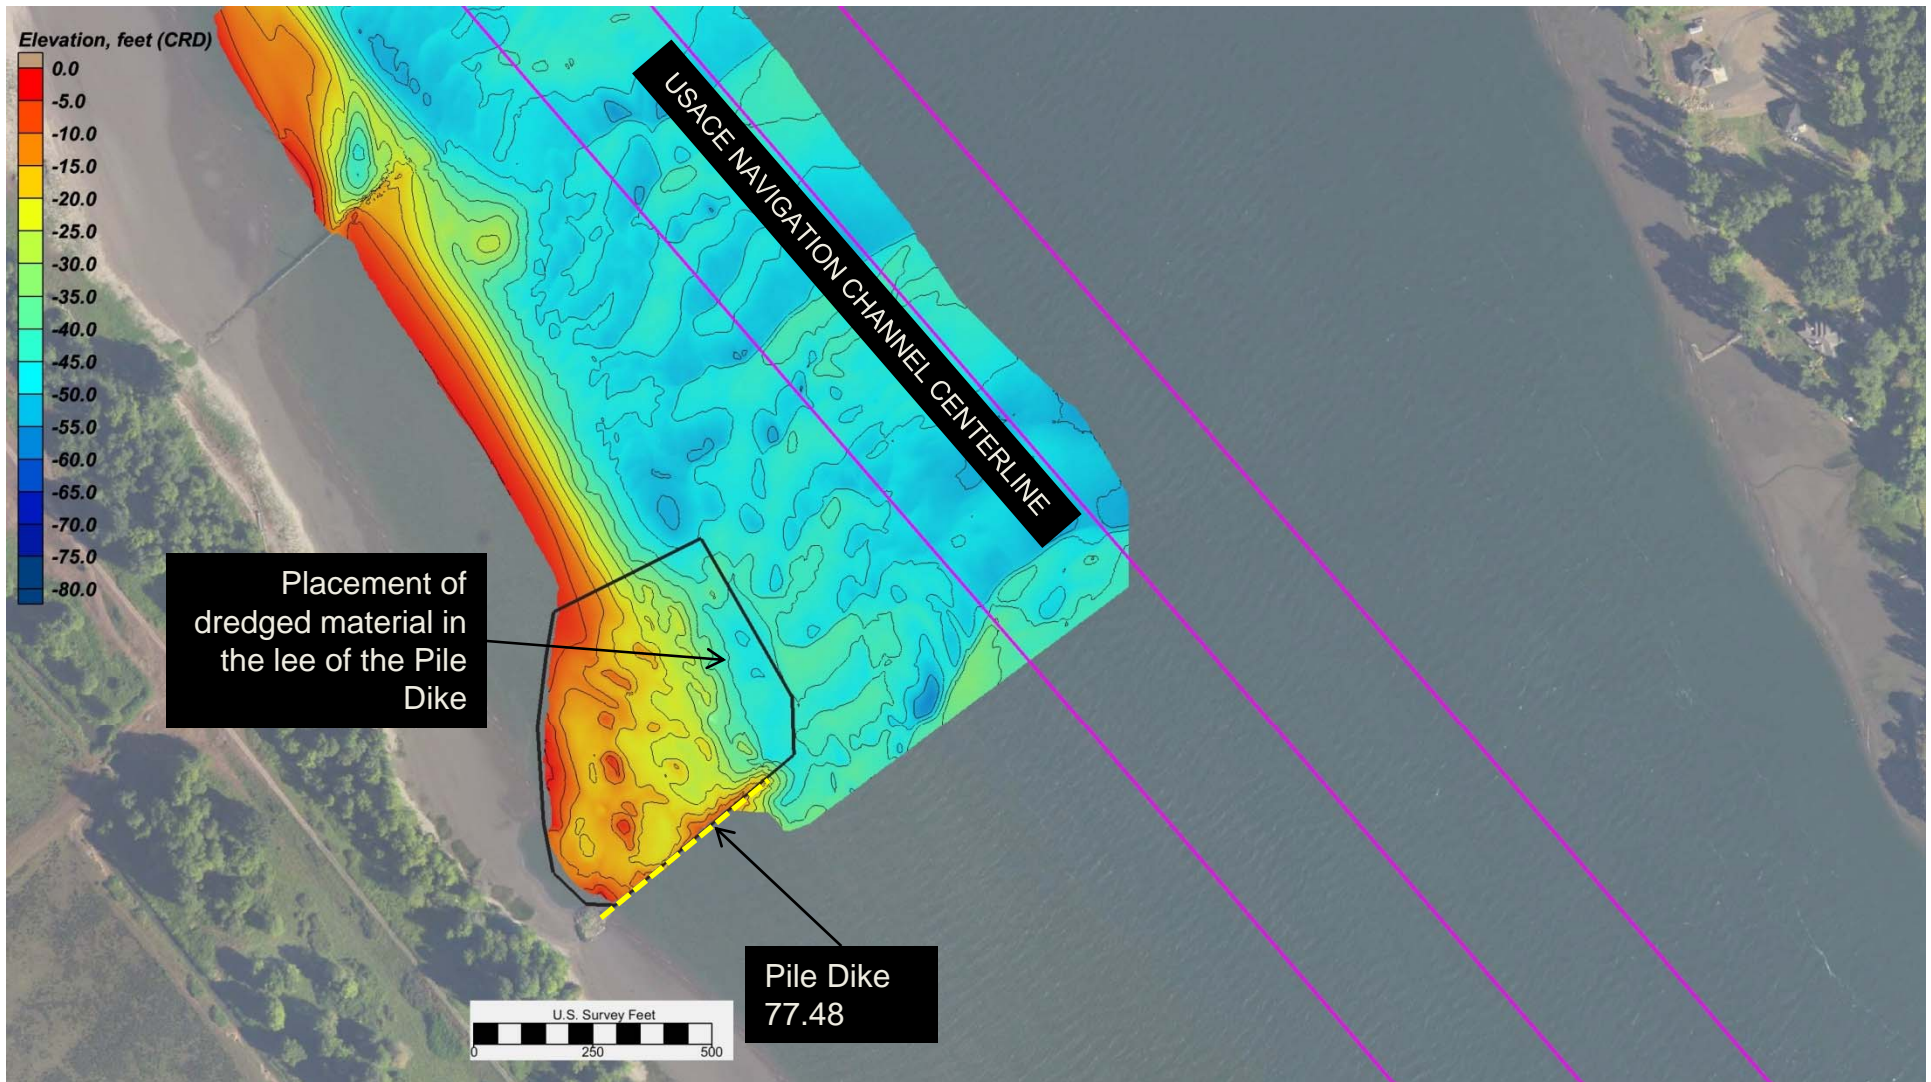 Elevation, feet (CRD)
0.0
-5.0
-10.0
-15.0
-20.0
-25.0
-30.0
-35.0
-40.0
-45.0
-50.0
-55.0
-60.0
-65.0
-70.0
-75.0
-80.0
USACE NAVIGATION CHANNEL CENTERLINE
Placement of
dredged material in
the lee of the Pile
Dike
Pile Dike
77.48
U.S. Survey Feet
0 250 500